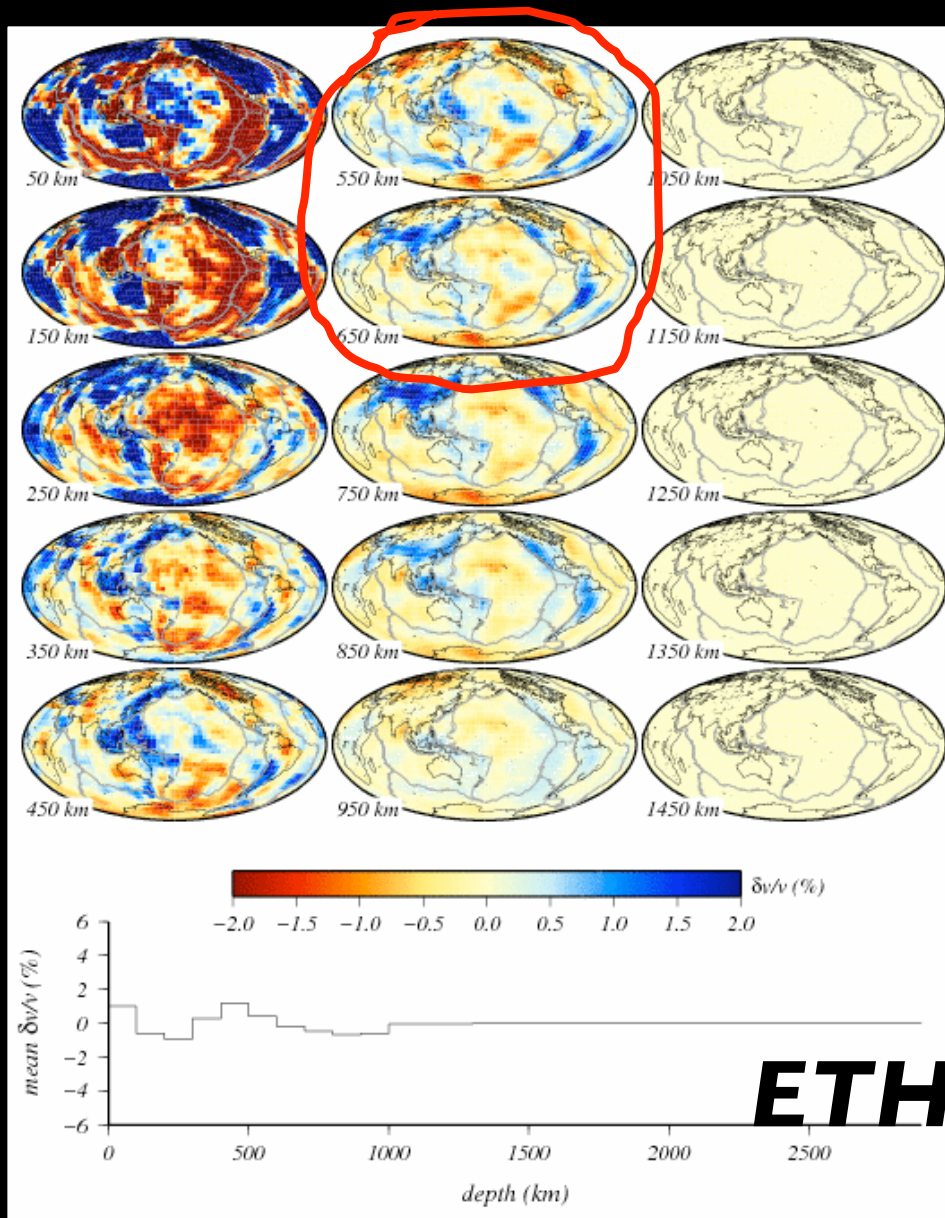 50 km
550 km
1050 km
150 km
650 km
1150 km
250 km
750 km
1250 km
350 km
850 km
1350 km
450 km
950 km
1450 km
δv/v (%)
−2.0 −1.5 −1.0 −0.5 0.0 0.5 1.0 1.5 2.0
mean δv/v (%)
6
4
2
0
−2
−4
−6
ETH
0 500 1000 1500 2000 2500
depth (km)